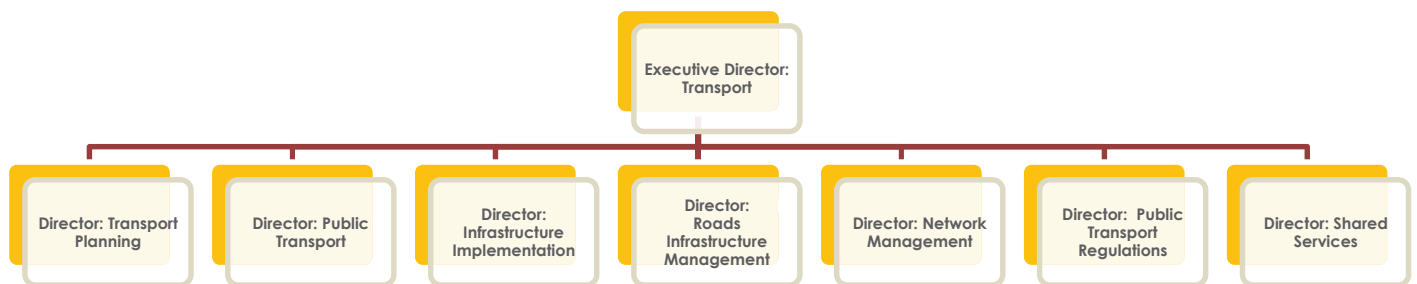 Executive Director:
Transport
Director: Transport
Planning
Director: Public
Transport
Director:
Infrastructure
Implementation
Director:
Roads
Infrastructure
Management
Director: Network
Management
Director:  Public
Transport
Regulations
Director: Shared
Services